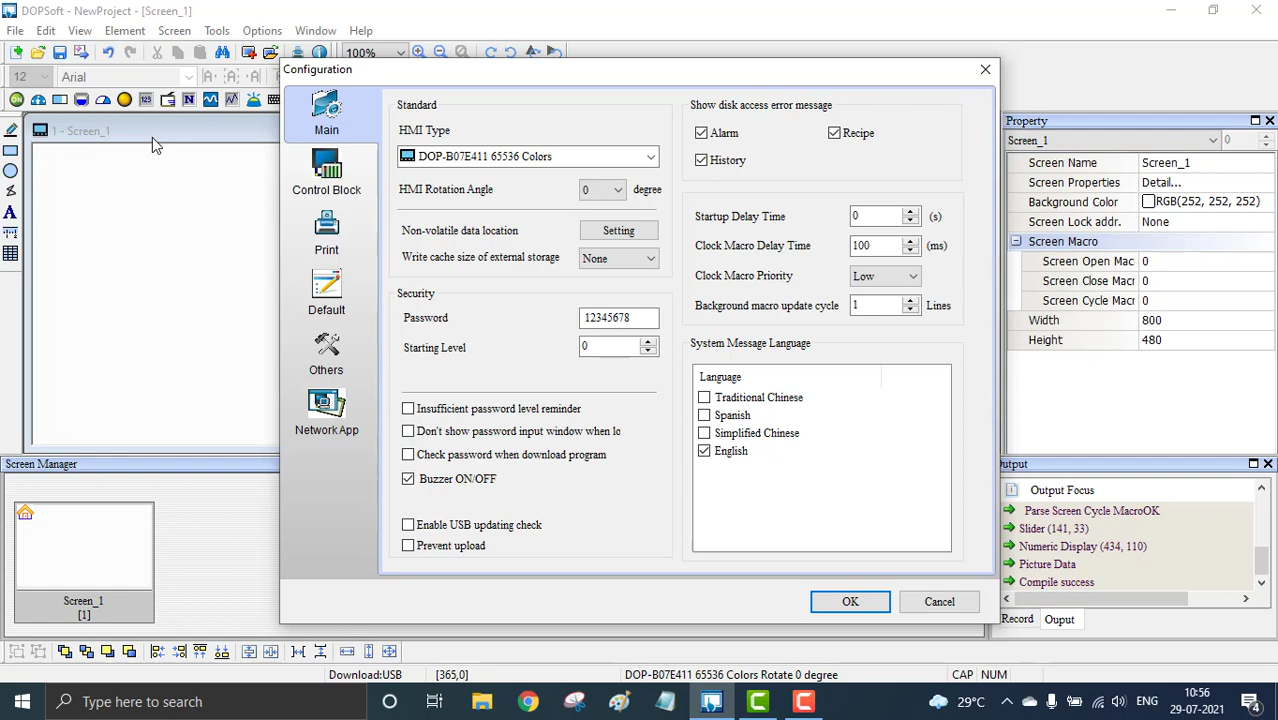 DOPSoft - NewProject - [Screen_1]
File Edit View Element Screen Tools Options Window Help
100%
12 Arial
1 - Screen_1
Configuration
Main
Control Block
Print
Default
Others
Network App
Standard
HMI Type
DOP-B07E411 65536 Colors
HMI Rotation Angle 0 degree
Non-volatile data location Setting
Write cache size of external storage None
Security
Password 12345678
Starting Level 0
Insufficient password level reminder
Don't show password input window when lo
Check password when download program
Buzzer ON/OFF
Enable USB updating check
Prevent upload
Show disk access error message
Alarm Recipe
History
Startup Delay Time 0 (s)
Clock Macro Delay Time 100 (ms)
Clock Macro Priority Low
Background macro update cycle 1 Lines
System Message Language
Language
Traditional Chinese
Spanish
Simplified Chinese
English
OK Cancel
Property
Screen_1 0
Screen Name Screen_1
Screen Properties Detail...
Background Color RGB(252, 252, 252)
Screen Lock addr. None
Screen Macro
Screen Open Mac 0
Screen Close Mac 0
Screen Cycle Macr 0
Width 800
Height 480
Screen Manager
Screen_1
[1]
Output
Output Focus
Parse Screen Cycle MacroOK
Slider (141, 33)
Numeric Display (434, 110)
Picture Data
Compile success
Record Ouput
Download:USB [365,0] DOP-B07E411 65536 Colors Rotate 0 degree CAP NUM
Type here to search
29°C ENG 10:56
29-07-2021 4